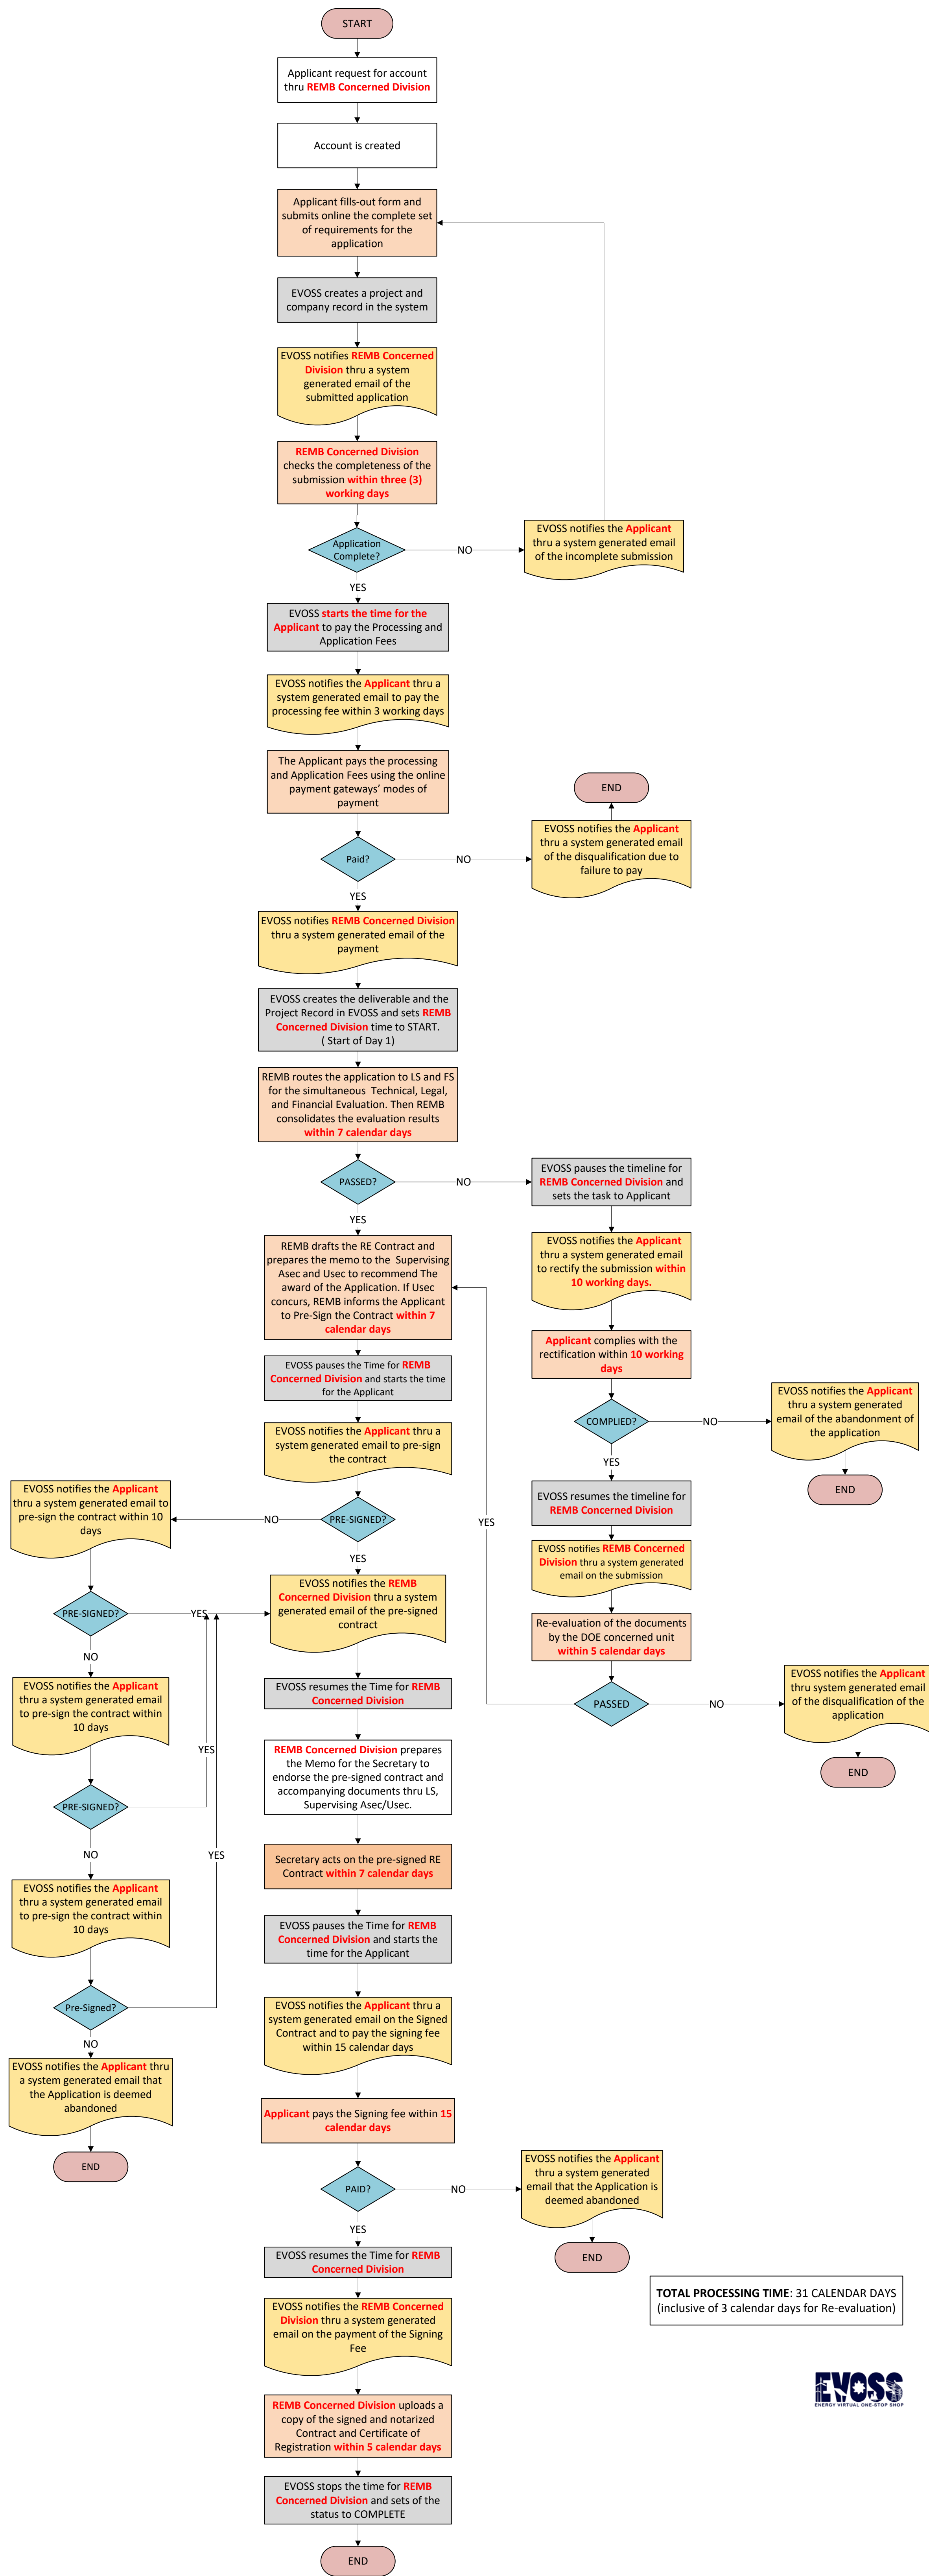 START
Applicant request for account
thru REMB Concerned Division
Account is created
Applicant fills-out form and
submits online the complete set
of requirements for the
application
EVOSS creates a project and
company record in the system
EVOSS notifies REMB Concerned
Division thru a system
generated email of the
submitted application
REMB Concerned Division
checks the completeness of the
submission within three (3)
working days
Application
Complete?
NO
EVOSS notifies the Applicant
thru a system generated email
of the incomplete submission
YES
EVOSS starts the time for the
Applicant to pay the Processing and
Application Fees
EVOSS notifies the Applicant thru a
system generated email to pay the
processing fee within 3 working days
The Applicant pays the processing
and Application Fees using the online
payment gateways' modes of
payment
Paid?
NO
EVOSS notifies the Applicant
thru a system generated email
of the disqualification due to
failure to pay
END
YES
EVOSS notifies REMB Concerned Division
thru a system generated email of the
payment
EVOSS creates the deliverable and the
Project Record in EVOSS and sets REMB
Concerned Division time to START.
( Start of Day 1)
REMB routes the application to LS and FS
for the simultaneous Technical, Legal,
and Financial Evaluation. Then REMB
consolidates the evaluation results
within 7 calendar days
PASSED?
NO
EVOSS pauses the timeline for
REMB Concerned Division and
sets the task to Applicant
EVOSS notifies the Applicant
thru a system generated email
to rectify the submission within
10 working days.
Applicant complies with the
rectification within 10 working
days
COMPLIED?
NO
EVOSS notifies the Applicant
thru a system generated
email of the abandonment of
the application
END
YES
EVOSS resumes the timeline for
REMB Concerned Division
EVOSS notifies REMB Concerned
Division thru a system generated
email on the submission
Re-evaluation of the documents
by the DOE concerned unit
within 5 calendar days
PASSED
NO
EVOSS notifies the Applicant
thru system generated email
of the disqualification of the
application
END
YES
YES
REMB drafts the RE Contract and
prepares the memo to the Supervising
Asec and Usec to recommend The
award of the Application. If Usec
concurs, REMB informs the Applicant
to Pre-Sign the Contract within 7
calendar days
EVOSS pauses the Time for REMB
Concerned Division and starts the time
for the Applicant
EVOSS notifies the Applicant thru a
system generated email to pre-sign
the contract
PRE-SIGNED?
NO
EVOSS notifies the Applicant
thru a system generated email to
pre-sign the contract within 10
days
PRE-SIGNED?
YES
NO
EVOSS notifies the Applicant
thru a system generated email
to pre-sign the contract within
10 days
PRE-SIGNED?
YES
NO
EVOSS notifies the Applicant
thru a system generated email
to pre-sign the contract within
10 days
Pre-Signed?
YES
NO
EVOSS notifies the Applicant thru
a system generated email that
the Application is deemed
abandoned
END
YES
EVOSS notifies the REMB
Concerned Division thru a system
generated email of the pre-signed
contract
EVOSS resumes the Time for REMB
Concerned Division
REMB Concerned Division prepares
the Memo for the Secretary to
endorse the pre-signed contract and
accompanying documents thru LS,
Supervising Asec/Usec.
Secretary acts on the pre-signed RE
Contract within 7 calendar days
EVOSS pauses the Time for REMB
Concerned Division and starts the
time for the Applicant
EVOSS notifies the Applicant thru a
system generated email on the Signed
Contract and to pay the signing fee
within 15 calendar days
Applicant pays the Signing fee within 15
calendar days
PAID?
NO
EVOSS notifies the Applicant
thru a system generated
email that the Application is
deemed abandoned
END
YES
EVOSS resumes the Time for REMB
Concerned Division
EVOSS notifies the REMB Concerned
Division thru a system generated
email on the payment of the Signing
Fee
REMB Concerned Division uploads a
copy of the signed and notarized
Contract and Certificate of
Registration within 5 calendar days
EVOSS stops the time for REMB
Concerned Division and sets of the
status to COMPLETE
END
TOTAL PROCESSING TIME: 31 CALENDAR DAYS
(inclusive of 3 calendar days for Re-evaluation)
EVOSS
ENERGY VIRTUAL ONE-STOP SHOP